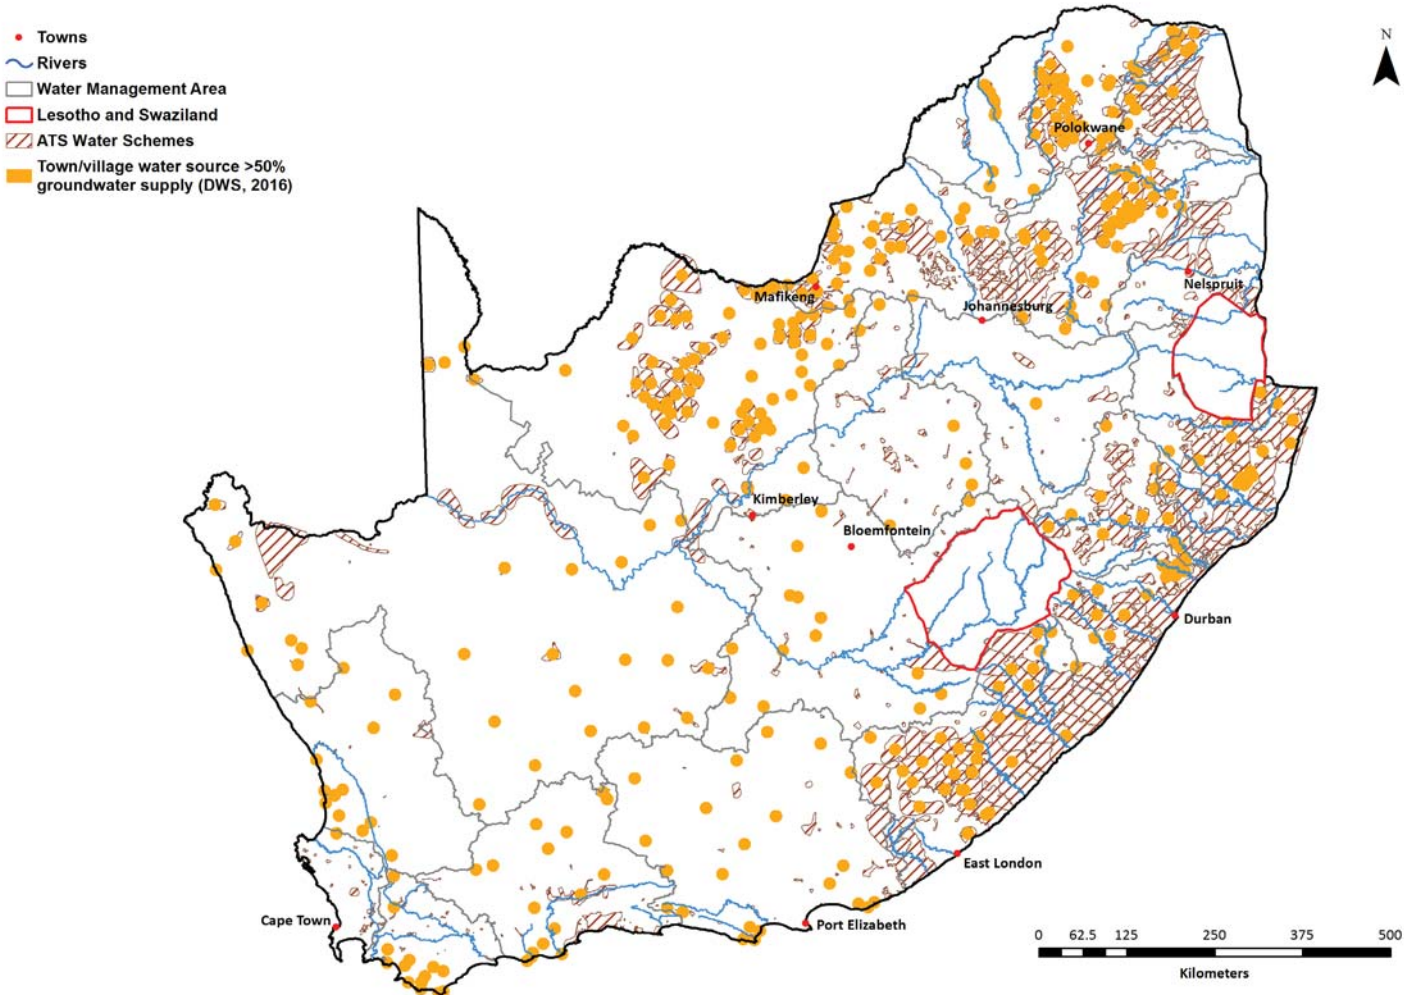 Towns
Rivers
Water Management Area
Lesotho and Swaziland
ATS Water Schemes
Town/village water source >50%
groundwater supply (DWS, 2016)
N
Polokwane
Nelspruit
Mafikeng
Johannesburg
Kimberley
Bloemfontein
Durban
East London
Cape Town
Port Elizabeth
0 62.5 125 250 375 500
Kilometers